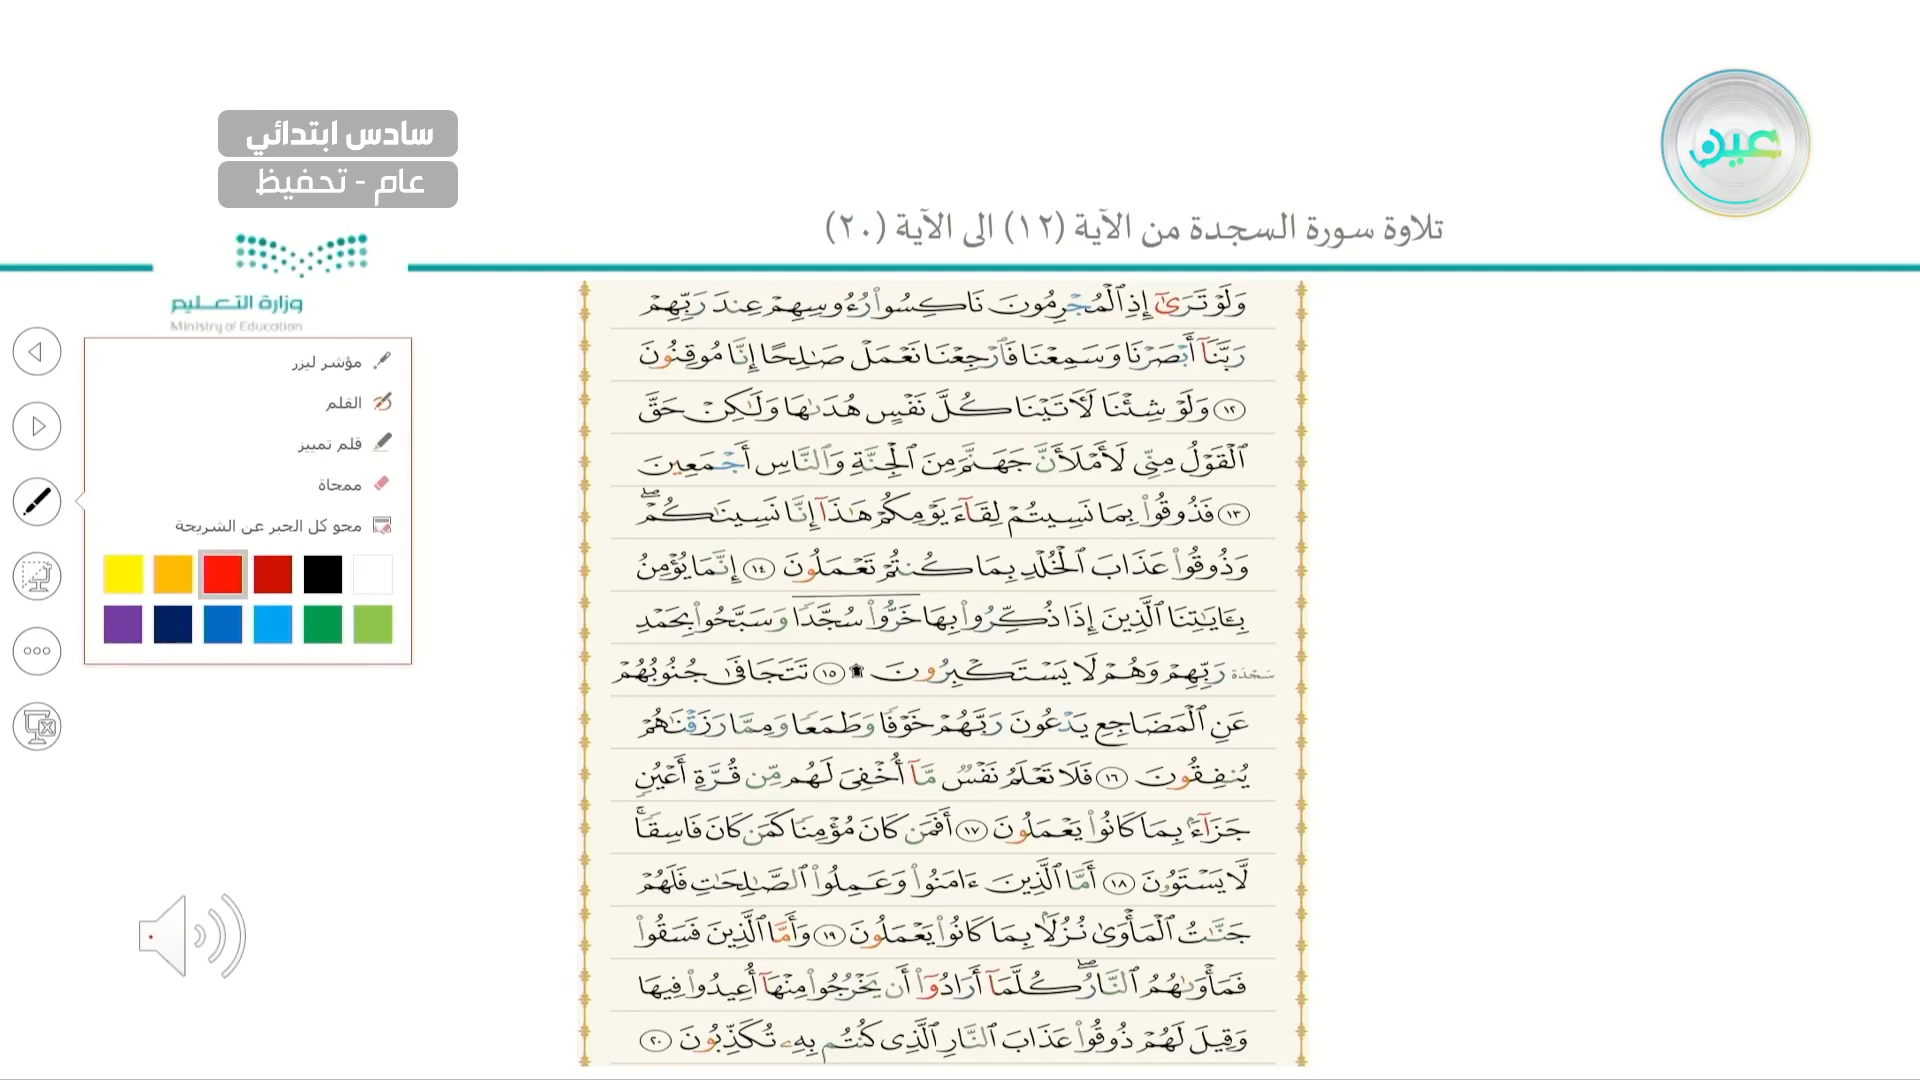 سادس ابتدائي
عام - تحفيظ
عين
تلاوة سورة السجدة من الآية (١٢) الى الآية (٢٠)
وزارة التعليم
Ministry of Education
مؤشر ليزر
القلم
قلم تمييز
ممحاة
محو كل الحبر عن الشريحة
وَلَوْ تَرَىٰٓ إِذِ ٱلْمُجْرِمُونَ نَاكِسُوا۟ رُءُوسِهِمْ عِندَ رَبِّهِمْ
رَبَّنَآ أَبْصَرْنَا وَسَمِعْنَا فَٱرْجِعْنَا نَعْمَلْ صَـٰلِحًا إِنَّا مُوقِنُونَ
١٢ وَلَوْ شِئْنَا لَـَٔاتَيْنَا كُلَّ نَفْسٍ هُدَىٰهَا وَلَـٰكِنْ حَقَّ
ٱلْقَوْلُ مِنِّى لَأَمْلَأَنَّ جَهَنَّمَ مِنَ ٱلْجِنَّةِ وَٱلنَّاسِ أَجْمَعِينَ
١٣ فَذُوقُوا۟ بِمَا نَسِيتُمْ لِقَآءَ يَوْمِكُمْ هَـٰذَآ إِنَّا نَسِينَـٰكُمْ ۖ
وَذُوقُوا۟ عَذَابَ ٱلْخُلْدِ بِمَا كُنتُمْ تَعْمَلُونَ ١٤ إِنَّمَا يُؤْمِنُ
بِـَٔايَـٰتِنَا ٱلَّذِينَ إِذَا ذُكِّرُوا۟ بِهَا خَرُّوا۟ سُجَّدًا وَسَبَّحُوا۟ بِحَمْدِ
سَجْدَة رَبِّهِمْ وَهُمْ لَا يَسْتَكْبِرُونَ ۩ ١٥ تَتَجَافَىٰ جُنُوبُهُمْ
عَنِ ٱلْمَضَاجِعِ يَدْعُونَ رَبَّهُمْ خَوْفًا وَطَمَعًا وَمِمَّا رَزَقْنَـٰهُمْ
يُنفِقُونَ ١٦ فَلَا تَعْلَمُ نَفْسٌ مَّآ أُخْفِىَ لَهُم مِّن قُرَّةِ أَعْيُنٍ
جَزَآءًۢ بِمَا كَانُوا۟ يَعْمَلُونَ ١٧ أَفَمَن كَانَ مُؤْمِنًا كَمَن كَانَ فَاسِقًا ۚ
لَّا يَسْتَوُۥنَ ١٨ أَمَّا ٱلَّذِينَ ءَامَنُوا۟ وَعَمِلُوا۟ ٱلصَّـٰلِحَـٰتِ فَلَهُمْ
جَنَّـٰتُ ٱلْمَأْوَىٰ نُزُلًۢا بِمَا كَانُوا۟ يَعْمَلُونَ ١٩ وَأَمَّا ٱلَّذِينَ فَسَقُوا۟
فَمَأْوَىٰهُمُ ٱلنَّارُ ۖ كُلَّمَآ أَرَادُوٓا۟ أَن يَخْرُجُوا۟ مِنْهَآ أُعِيدُوا۟ فِيهَا
وَقِيلَ لَهُمْ ذُوقُوا۟ عَذَابَ ٱلنَّارِ ٱلَّذِى كُنتُم بِهِۦ تُكَذِّبُونَ ٢٠